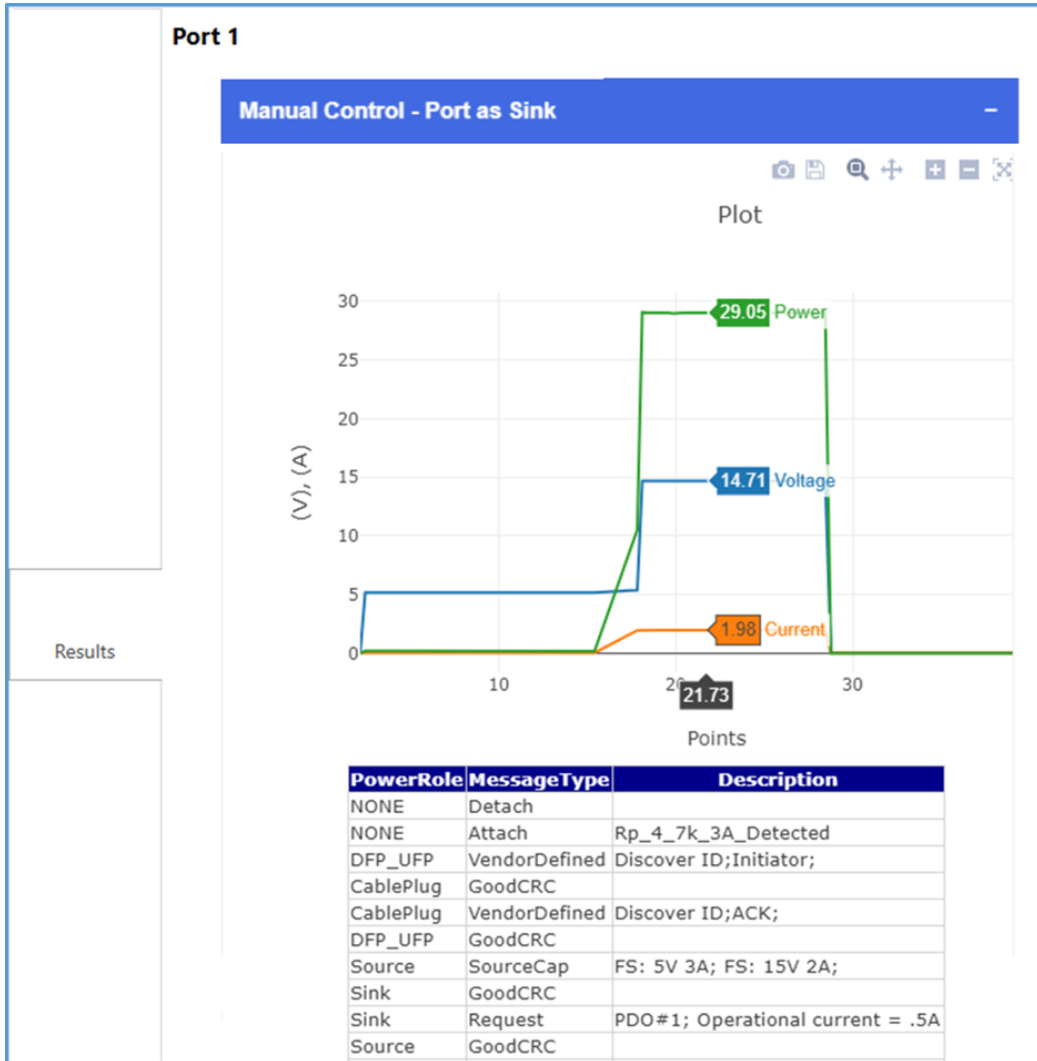 Port 1
Manual Control - Port as Sink
Plot
30
29.05 Power
25
20
15
14.71 Voltage
10
5
1.98 Current
0
(V), (A)
10 20 30
21.73
Points
Results
PowerRole MessageType Description
NONE Detach
NONE Attach Rp_4_7k_3A_Detected
DFP_UFP VendorDefined Discover ID;Initiator;
CablePlug GoodCRC
CablePlug VendorDefined Discover ID;ACK;
DFP_UFP GoodCRC
Source SourceCap FS: 5V 3A; FS: 15V 2A;
Sink GoodCRC
Sink Request PDO#1; Operational current = .5A
Source GoodCRC